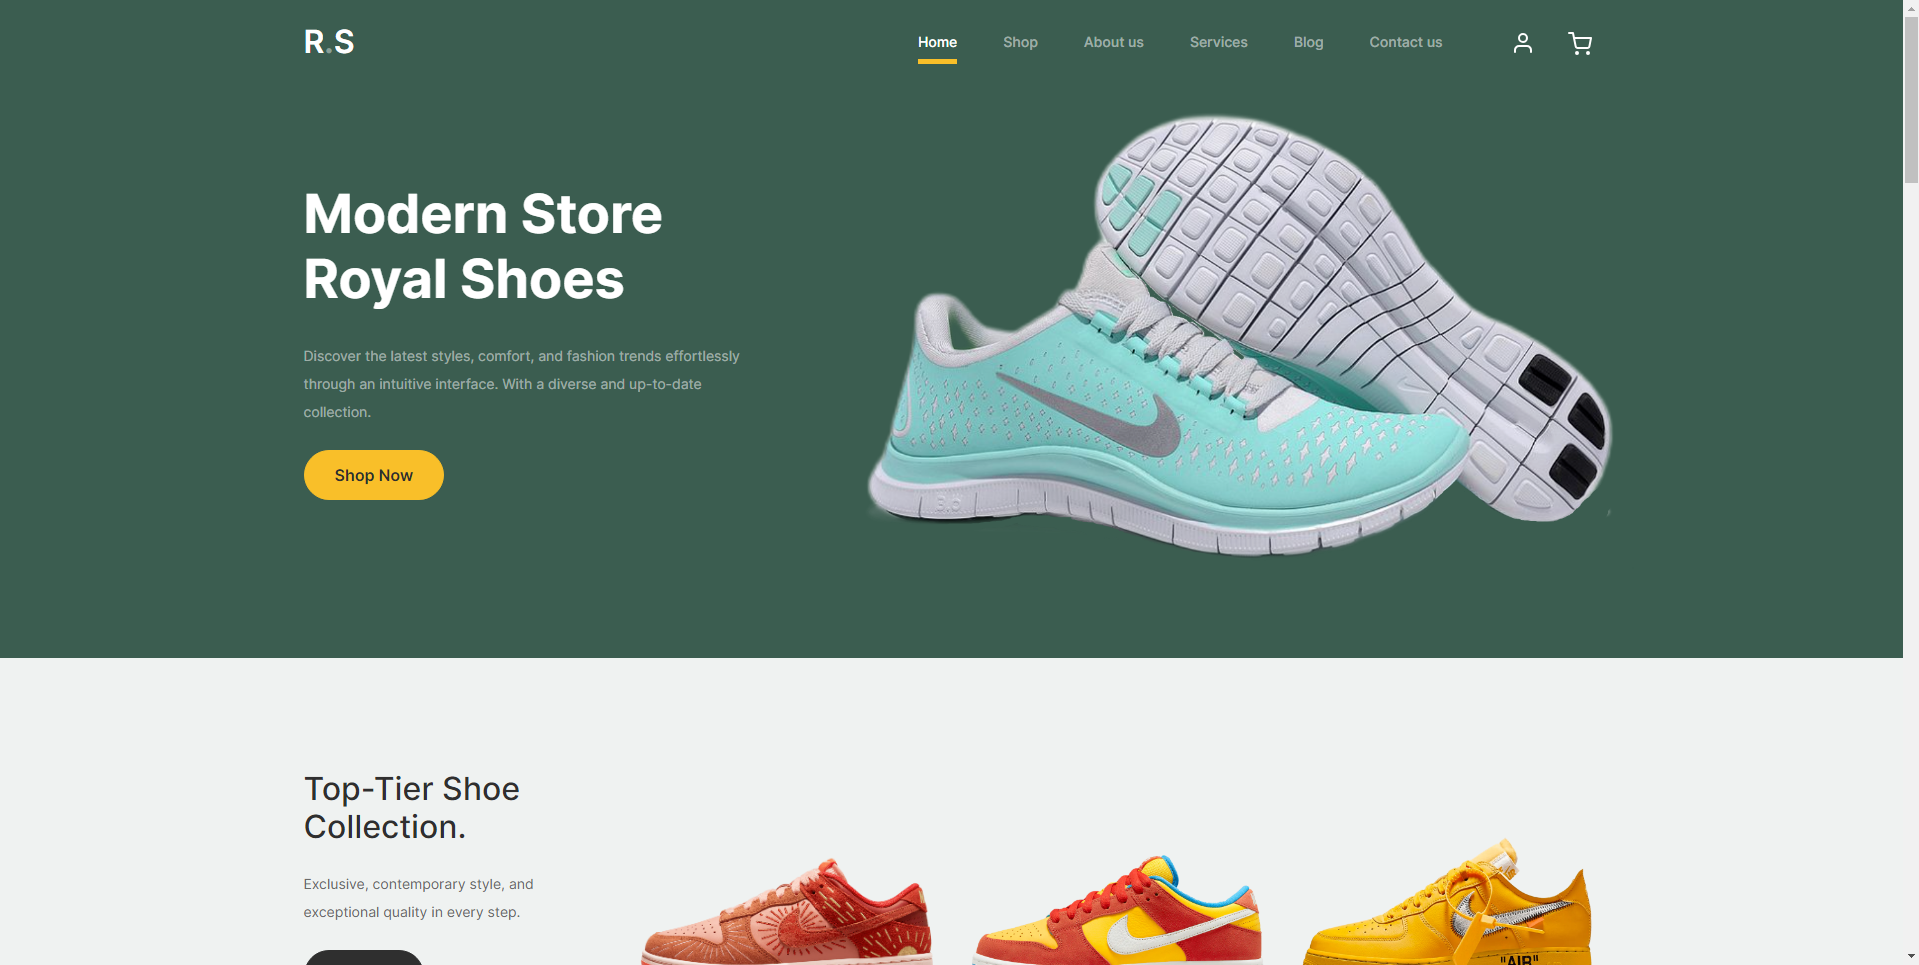 R.S
Home Shop About us Services Blog Contact us
Modern Store
Royal Shoes
Discover the latest styles, comfort, and fashion trends effortlessly
through an intuitive interface. With a diverse and up-to-date
collection.
Shop Now
3.0
Top-Tier Shoe
Collection.
Exclusive, contemporary style, and
exceptional quality in every step.
"AIR"